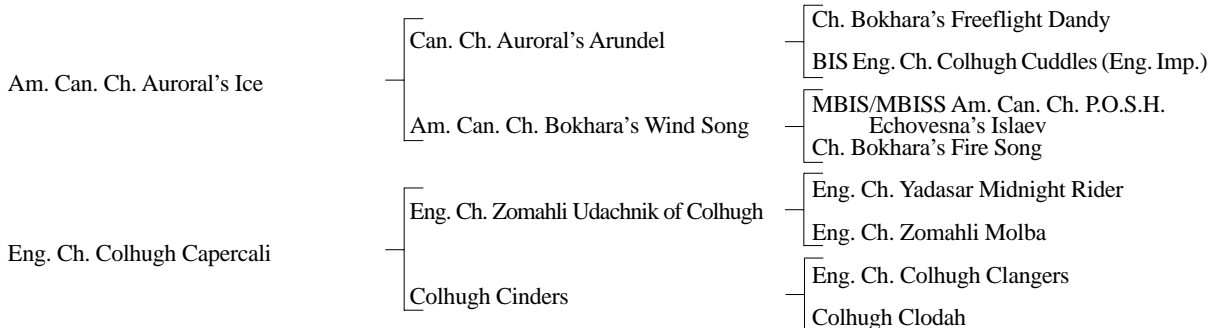 Ch. Bokhara’s Freeflight Dandy
Can. Ch. Auroral’s Arundel
BIS Eng. Ch. Colhugh Cuddles (Eng. Imp.)
Am. Can. Ch. Auroral’s Ice
MBIS/MBISS Am. Can. Ch. P.O.S.H.
Echovesna’s Islaev
Am. Can. Ch. Bokhara’s Wind Song
Ch. Bokhara’s Fire Song
Eng. Ch. Yadasar Midnight Rider
Eng. Ch. Zomahli Udachnik of Colhugh
Eng. Ch. Zomahli Molba
Eng. Ch. Colhugh Capercali
Eng. Ch. Colhugh Clangers
Colhugh Cinders
Colhugh Clodah